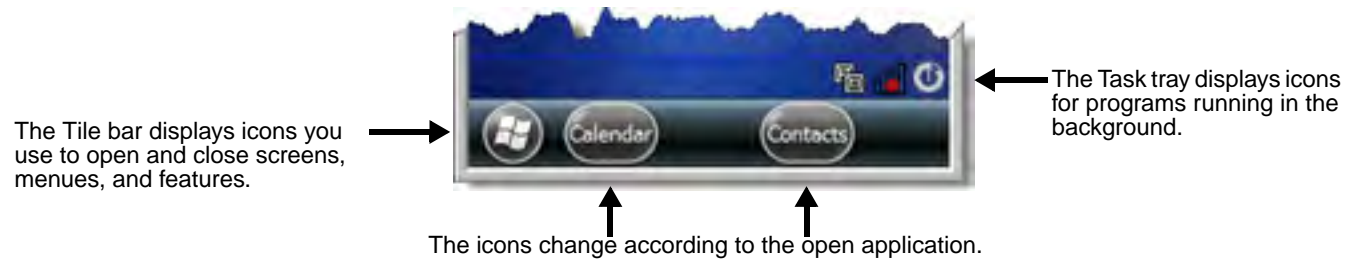 The Task tray displays icons
for programs running in the
background.
The Tile bar displays icons you
use to open and close screens,
menues, and features.
Calendar
Contacts
The icons change according to the open application.